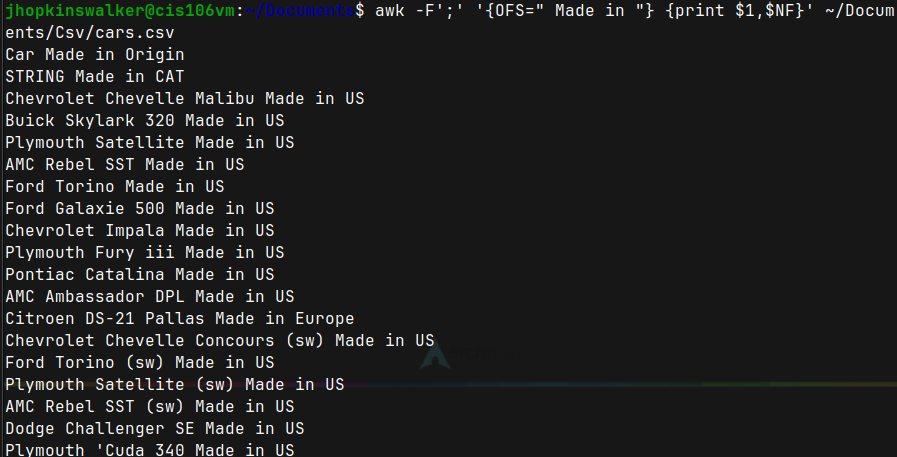 jhopkinswalker@cis106vm:~/Documents$ awk -F';' '{OFS=" Made in "} {print $1,$NF}' ~/Docum
ents/Csv/cars.csv
Car Made in Origin
STRING Made in CAT
Chevrolet Chevelle Malibu Made in US
Buick Skylark 320 Made in US
Plymouth Satellite Made in US
AMC Rebel SST Made in US
Ford Torino Made in US
Ford Galaxie 500 Made in US
Chevrolet Impala Made in US
Plymouth Fury iii Made in US
Pontiac Catalina Made in US
AMC Ambassador DPL Made in US
Citroen DS-21 Pallas Made in Europe
Chevrolet Chevelle Concours (sw) Made in US
Ford Torino (sw) Made in US
Plymouth Satellite (sw) Made in US
AMC Rebel SST (sw) Made in US
Dodge Challenger SE Made in US
Plymouth 'Cuda 340 Made in US